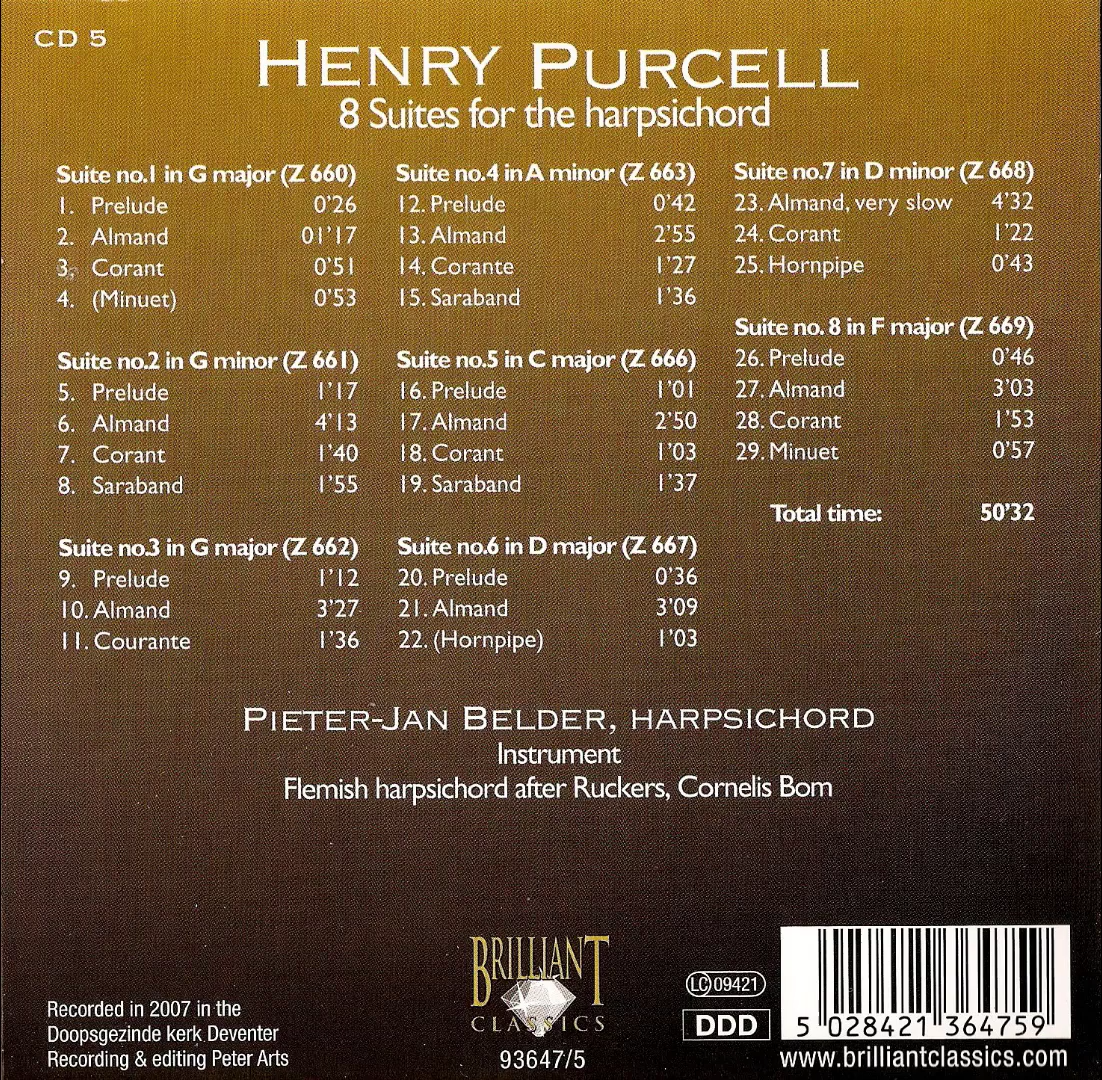 CD 5
HENRY PURCELL
8 Suites for the harpsichord
Suite no.1 in G major (Z 660)
1. Prelude 0'26
2. Almand 01'17
3, Corant 0'51
4. (Minuet) 0'53
Suite no.2 in G minor (Z 661)
5. Prelude 1'17
6. Almand 4'13
7. Corant 1'40
8. Saraband 1'55
Suite no.3 in G major (Z 662)
9. Prelude 1'12
10. Almand 3'27
11. Courante 1'36
Suite no.4 in A minor (Z 663)
12. Prelude 0'42
13. Almand 2'55
14. Corante 1'27
15. Saraband 1'36
Suite no.5 in C major (Z 666)
16. Prelude 1'01
17. Almand 2'50
18. Corant 1'03
19. Saraband 1'37
Suite no.6 in D major (Z 667)
20. Prelude 0'36
21. Almand 3'09
22. (Hornpipe) 1'03
Suite no.7 in D minor (Z 668)
23. Almand, very slow 4'32
24. Corant 1'22
25. Hornpipe 0'43
Suite no. 8 in F major (Z 669)
26. Prelude 0'46
27. Almand 3'03
28. Corant 1'53
29. Minuet 0'57
Total time: 50'32
PIETER-JAN BELDER, HARPSICHORD
Instrument
Flemish harpsichord after Ruckers, Cornelis Bom
Recorded in 2007 in the
Doopsgezinde kerk Deventer
Recording & editing Peter Arts
BRILLIANT
CLASSICS
93647/5
LC 09421
DDD
5 028421 364759
www.brilliantclassics.com